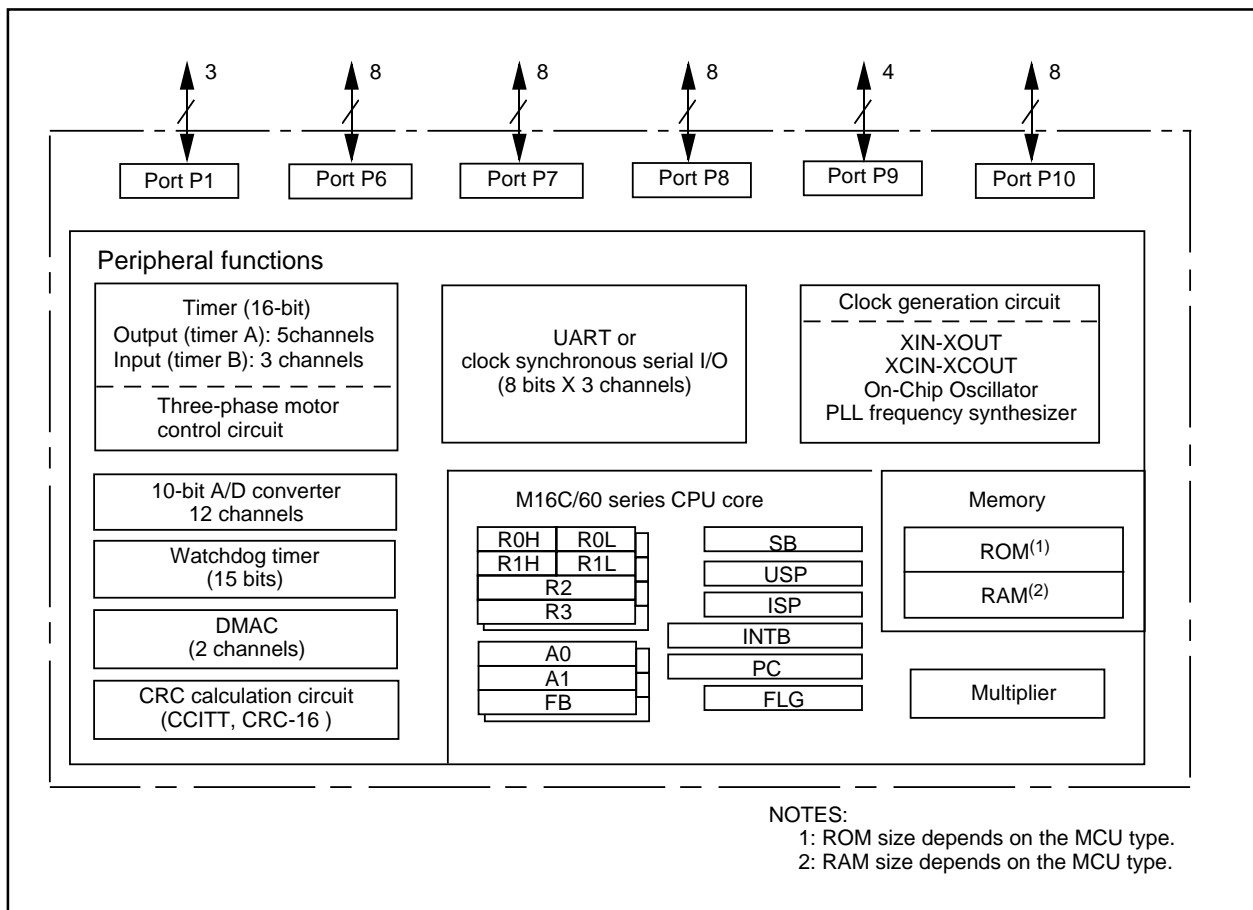 3
8
8
8
4
8
Port P1
Port P6
Port P7
Port P8
Port P9
Port P10
Peripheral functions
Timer (16-bit)
Output (timer A): 5channels
Input (timer B): 3 channels
Three-phase motor
control circuit
UART or
clock synchronous serial I/O
(8 bits X 3 channels)
Clock generation circuit
XIN-XOUT
XCIN-XCOUT
On-Chip Oscillator
PLL frequency synthesizer
10-bit A/D converter
12 channels
Watchdog timer
(15 bits)
DMAC
(2 channels)
CRC calculation circuit
(CCITT, CRC-16 )
M16C/60 series CPU core
R0H
R0L
R1H
R1L
R2
R3
A0
A1
FB
SB
USP
ISP
INTB
PC
FLG
Memory
ROM(1)
RAM(2)
Multiplier
NOTES:
1: ROM size depends on the MCU type.
2: RAM size depends on the MCU type.